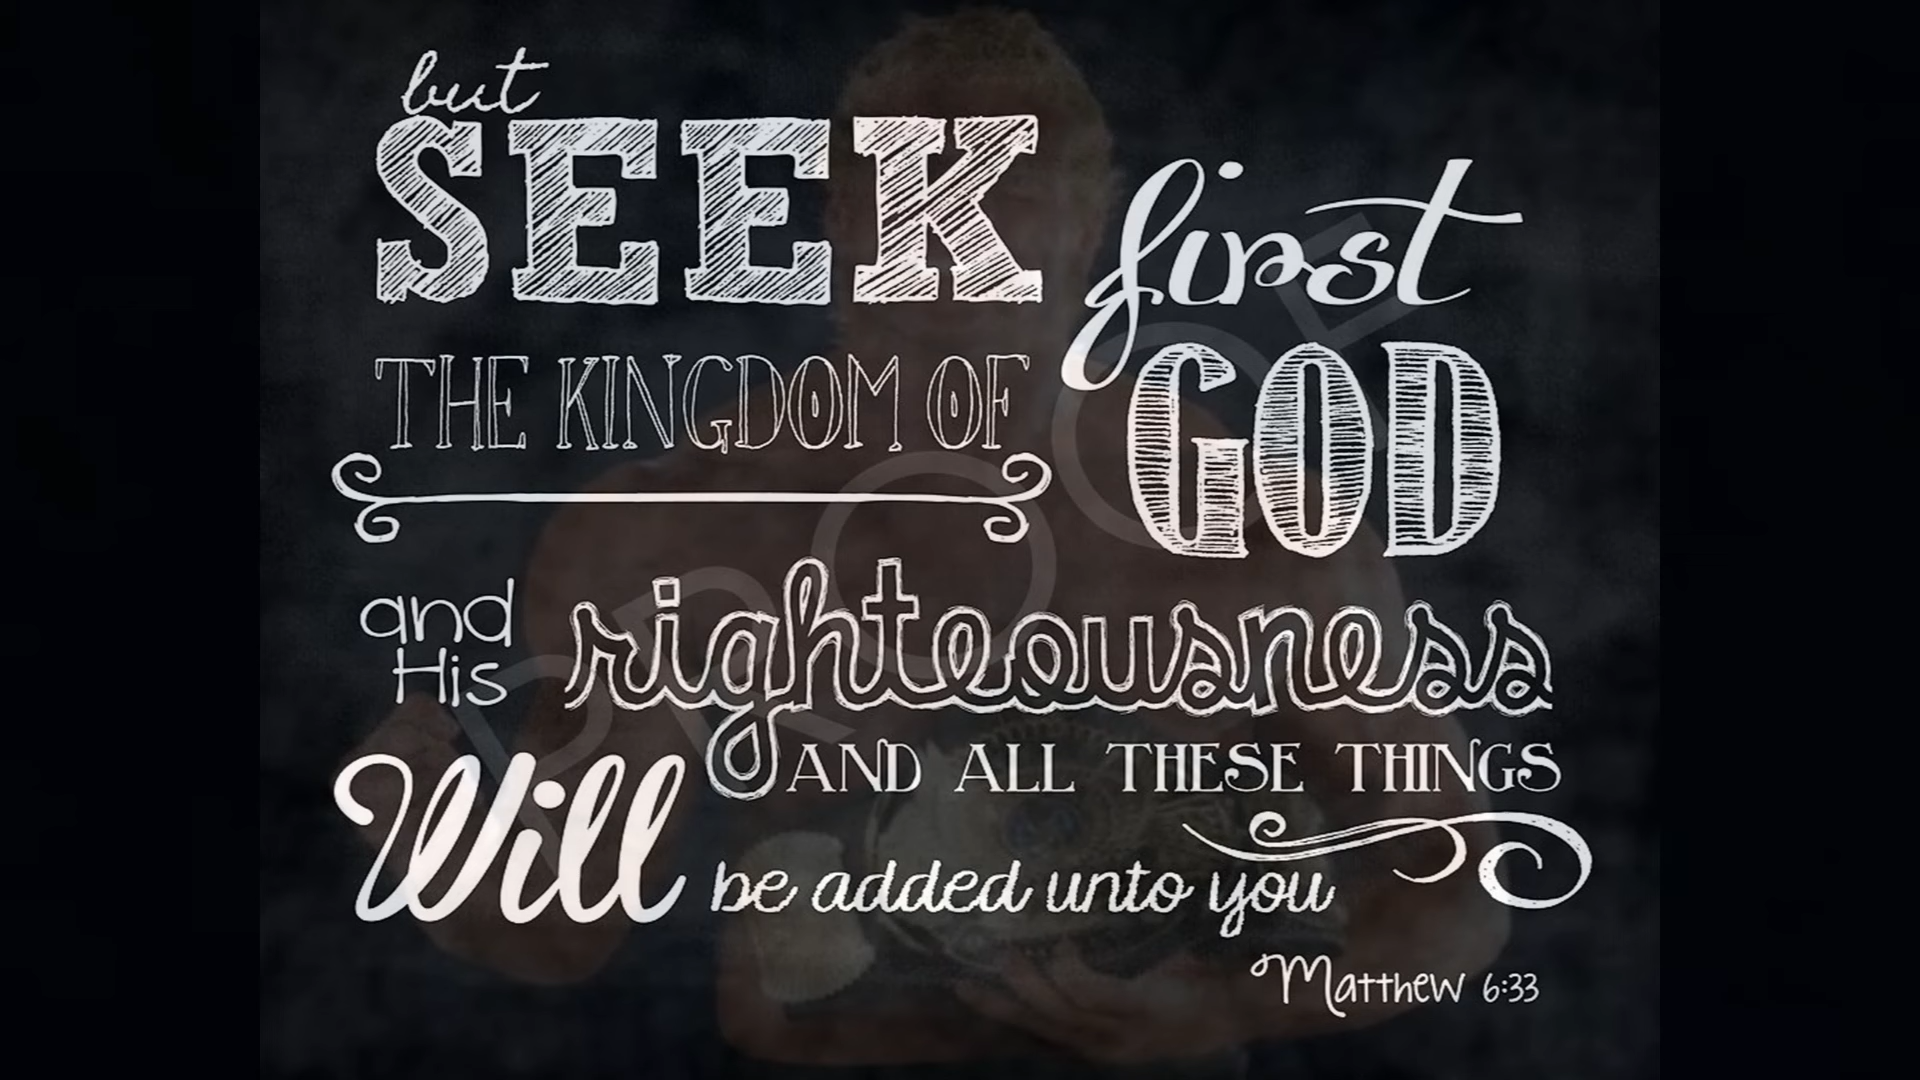 but
SEEK first
THE KINGDOM OF GOD
and His righteousness
AND ALL THESE THINGS
Will be added unto you
Matthew 6:33
PROOF